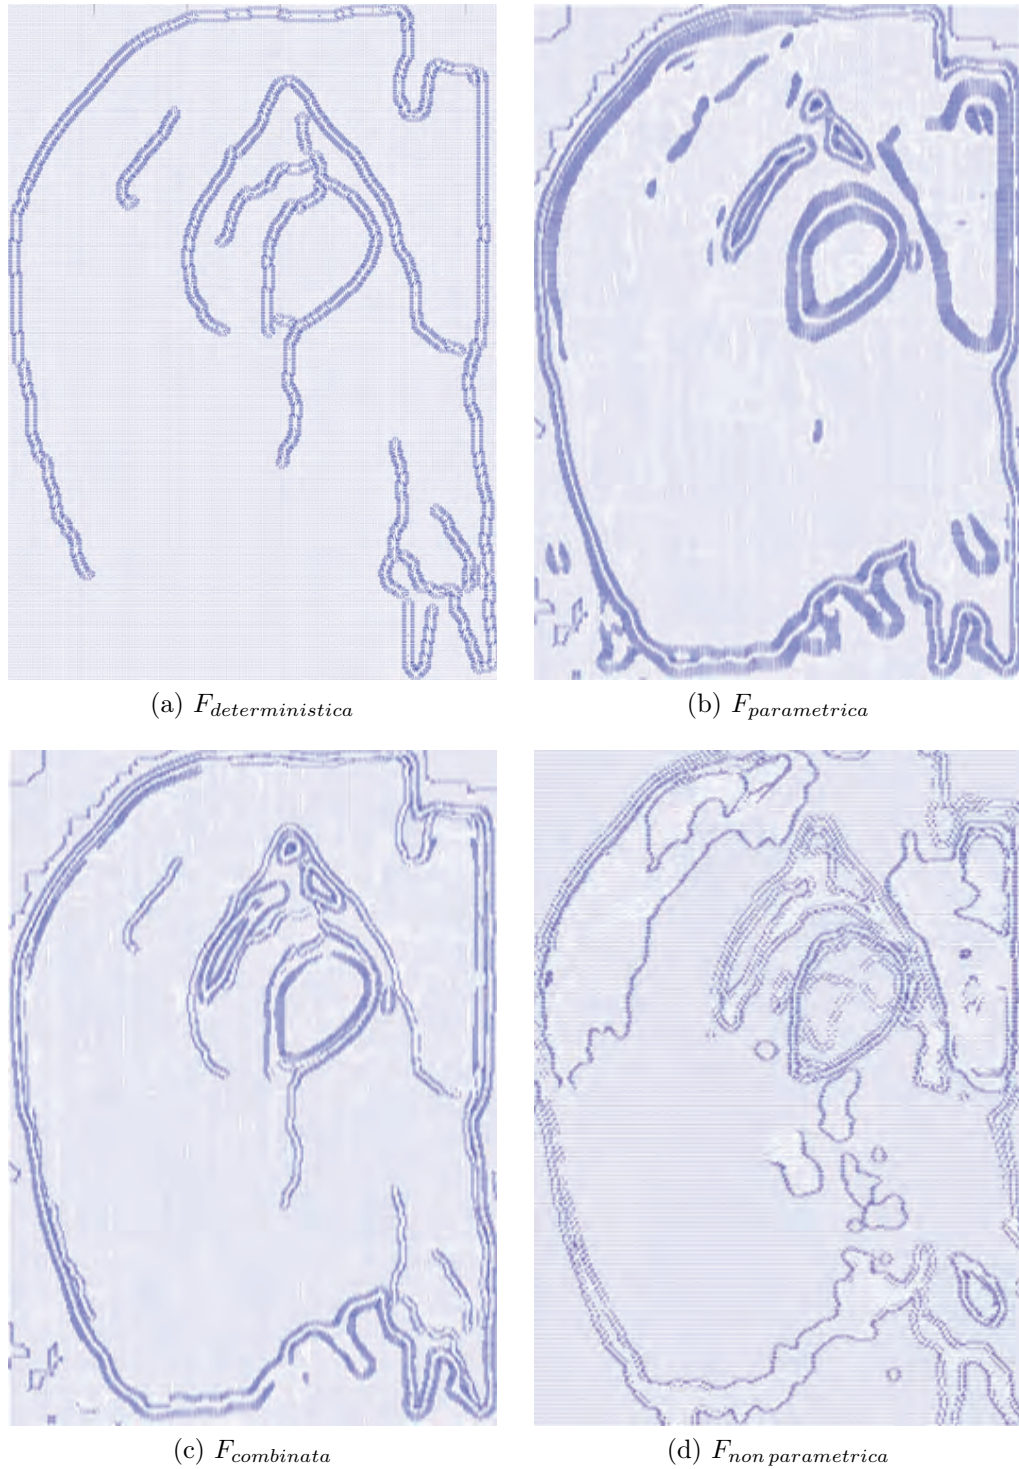 (a) F_deterministica
(b) F_parametrica
(c) F_combinata
(d) F_non parametrica